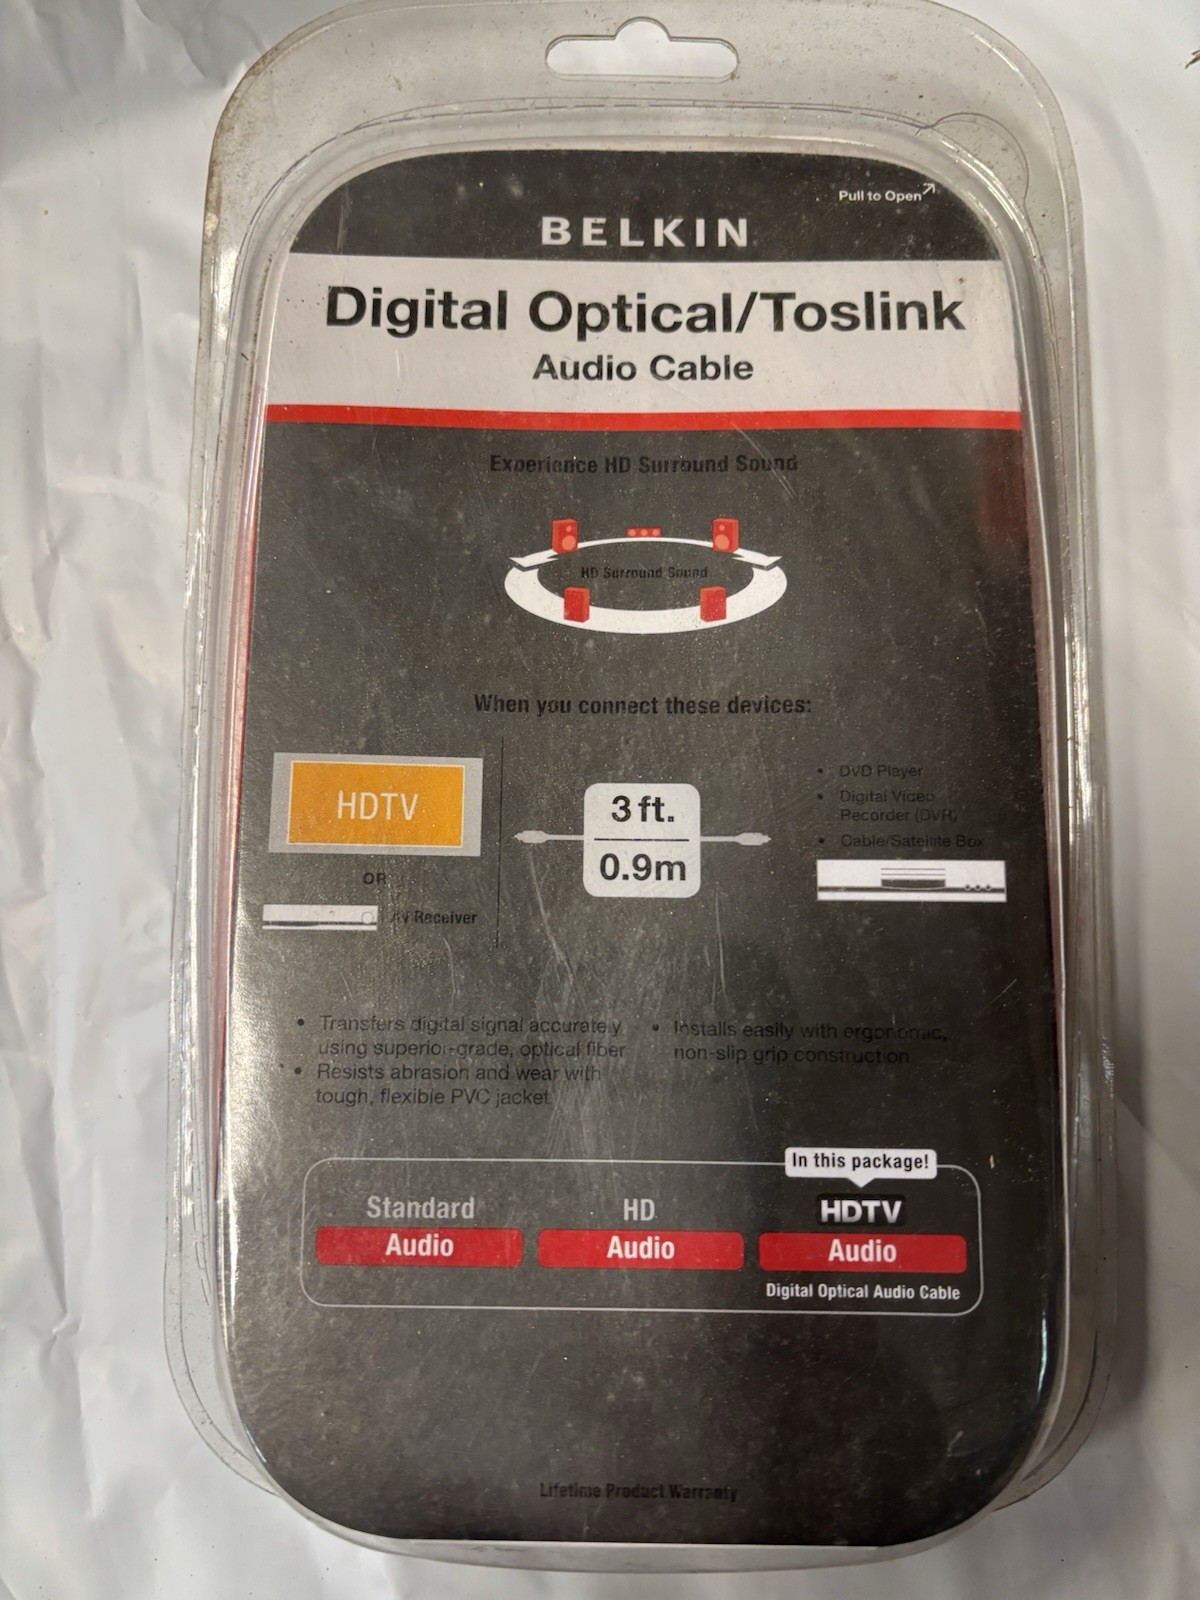 Pull to Open
BELKIN
Digital Optical/Toslink
Audio Cable
Experience HD Surround Sound
HD Surround Sound
When you connect these devices:
HDTV
OR
AV Receiver
3 ft.
0.9m
• DVD Player
• Digital Video
Recorder (DVR)
• Cable/Satellite Box
• Transfers digital signal accurately
using superior-grade, optical fiber
• Resists abrasion and wear with
tough, flexible PVC jacket
• Installs easily with ergonomic,
non-slip grip construction
In this package!
Standard
Audio
HD
Audio
HDTV
Audio
Digital Optical Audio Cable
Lifetime Product Warranty